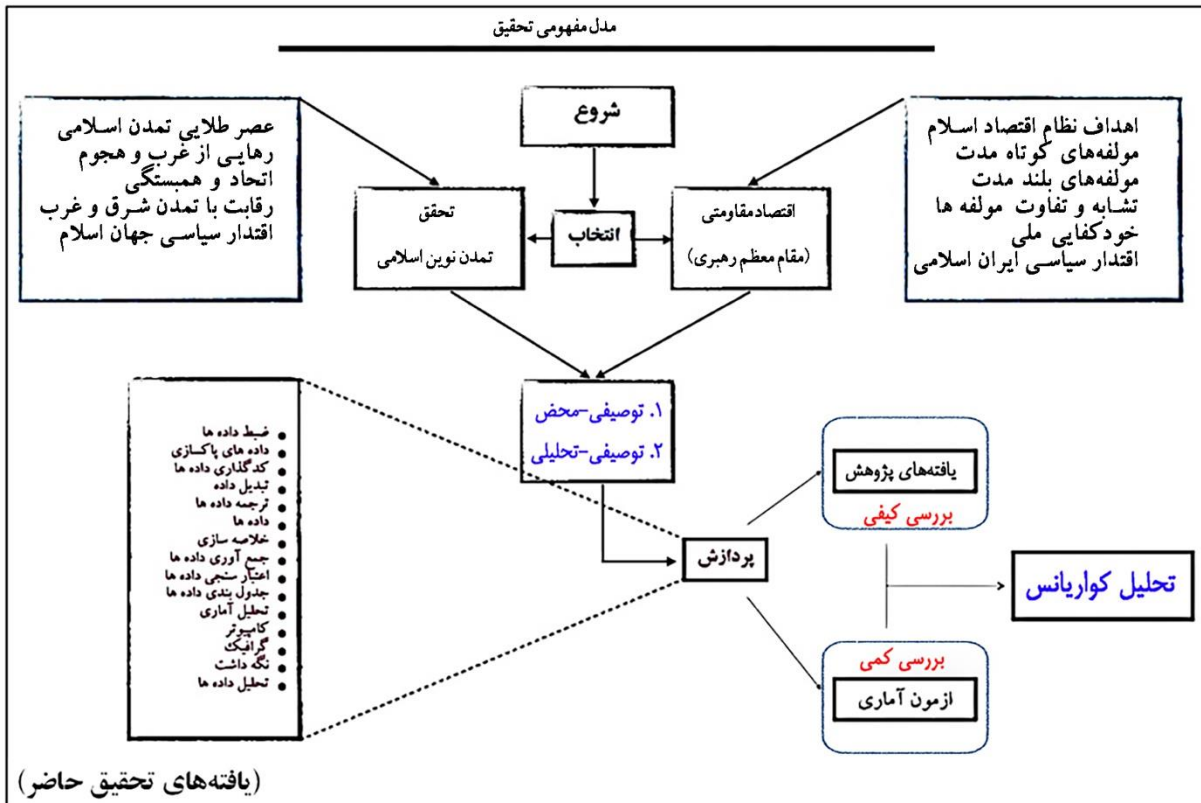 مدل مفهومی تحقیق
شروع
اهداف نظام اقتصاد اسلام
مولفه‌های کوتاه مدت
مولفه‌های بلند مدت
تشابه و تفاوت مولفه ها
خودکفایی ملی
اقتدار سیاسی ایران اسلامی
عصر طلایی تمدن اسلامی
رهایی از غرب و هجوم
اتحاد و همبستگی
رقابت با تمدن شرق و غرب
اقتدار سیاسی جهان اسلام
اقتصاد مقاومتی
(مقام معظم رهبری)
انتخاب
تحقق
تمدن نوین اسلامی
۱. توصیفی-محض
۲. توصیفی-تحلیلی
ضبط داده ها
داده های پاکسازی
کدگذاری داده ها
تبدیل داده
ترجمه داده ها
داده ها
خلاصه سازی
جمع آوری داده ها
اعتبار سنجی داده ها
جدول بندی داده ها
تحلیل آماری
کامپیوتر
گرافیک
نگه داشت
تحلیل داده ها
پردازش
یافته‌های پژوهش
بررسی کیفی
تحلیل کواریانس
بررسی کمی
ازمون آماری
(یافته‌های تحقیق حاضر)